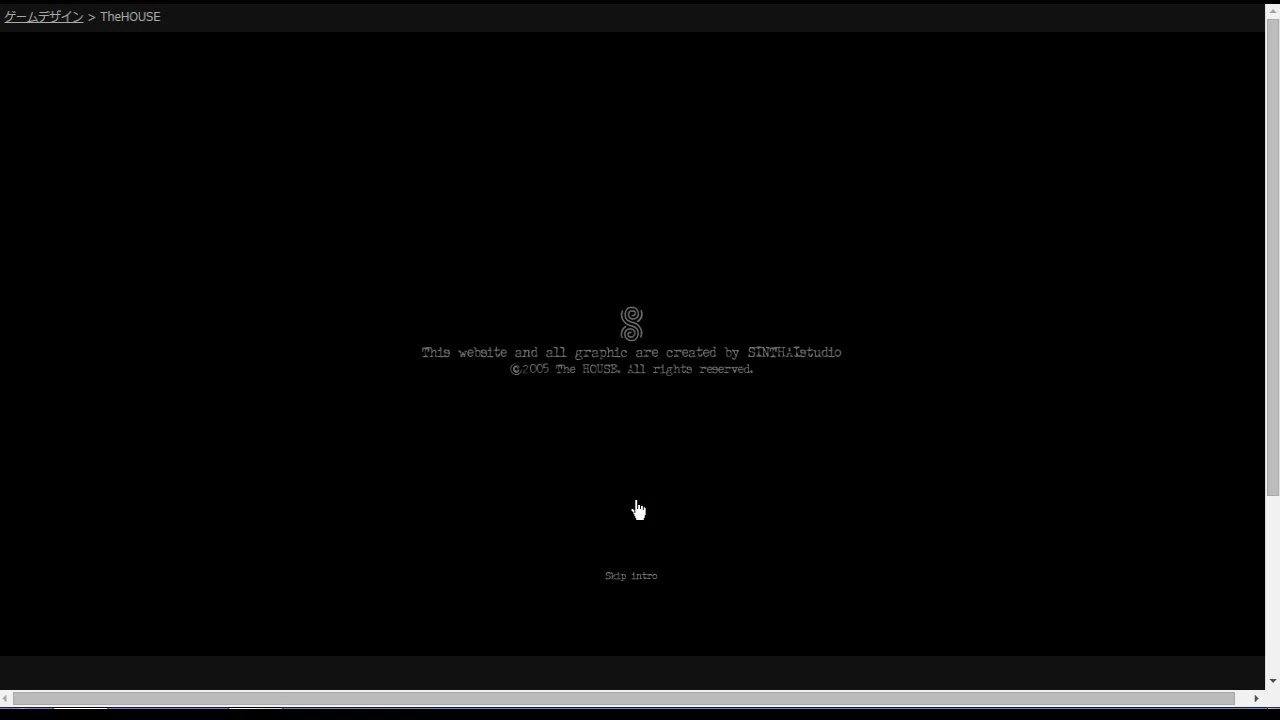 ゲームデザイン > TheHOUSE
This website and all graphic are created by SINTHAIstudio
©2005 The HOUSE. All rights reserved.
Skip intro